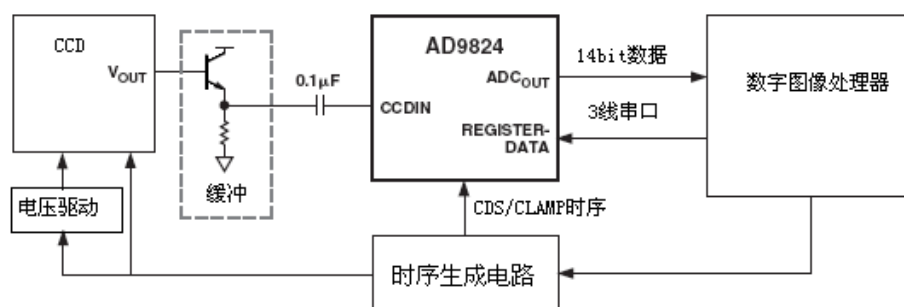 CCD
VOUT
缓冲
0.1μF
AD9824
ADCOUT
CCDIN
REGISTER-
DATA
14bit数据
3线串口
数字图像处理器
电压驱动
CDS/CLAMP时序
时序生成电路